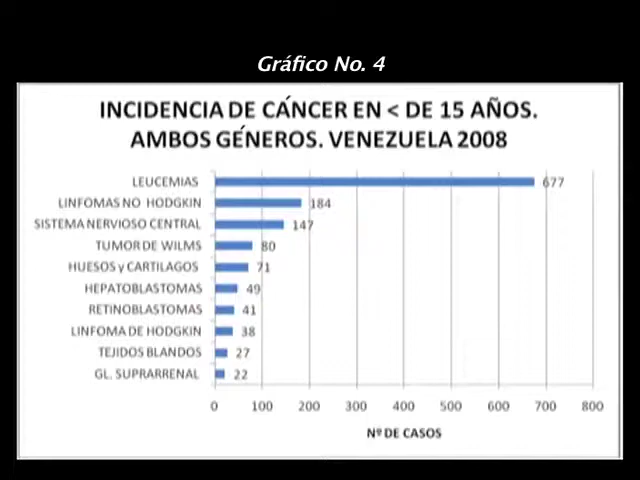 Gráfico No. 4
INCIDENCIA DE CÁNCER EN < DE 15 AÑOS.
AMBOS GÉNEROS. VENEZUELA 2008
LEUCEMIAS 677
LINFOMAS NO HODGKIN 184
SISTEMA NERVIOSO CENTRAL 147
TUMOR DE WILMS 80
HUESOS y CARTILAGOS 71
HEPATOBLASTOMAS 49
RETINOBLASTOMAS 41
LINFOMA DE HODGKIN 38
TEJIDOS BLANDOS 27
GL. SUPRARRENAL 22
0 100 200 300 400 500 600 700 800
Nº DE CASOS